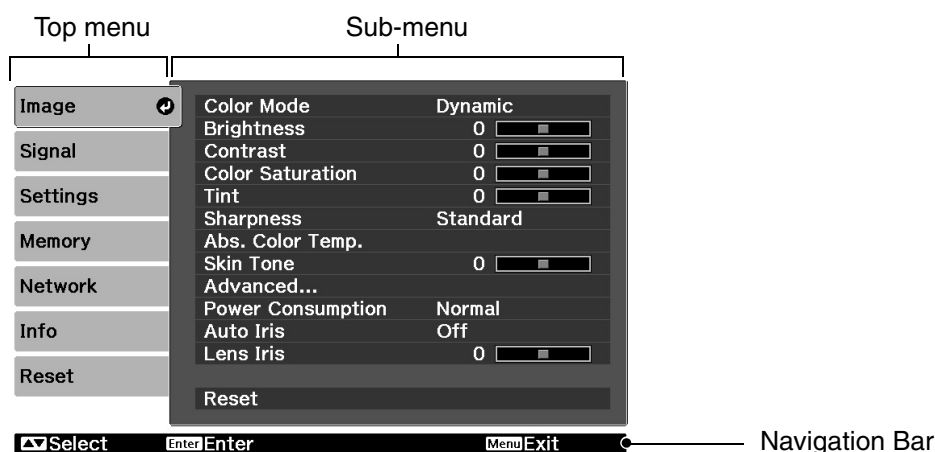 Top menu
Sub-menu
Image
Signal
Settings
Memory
Network
Info
Reset
Color Mode Dynamic
Brightness 0
Contrast 0
Color Saturation 0
Tint 0
Sharpness Standard
Abs. Color Temp.
Skin Tone 0
Advanced...
Power Consumption Normal
Auto Iris Off
Lens Iris 0
Reset
Select Enter Enter Menu Exit
Navigation Bar